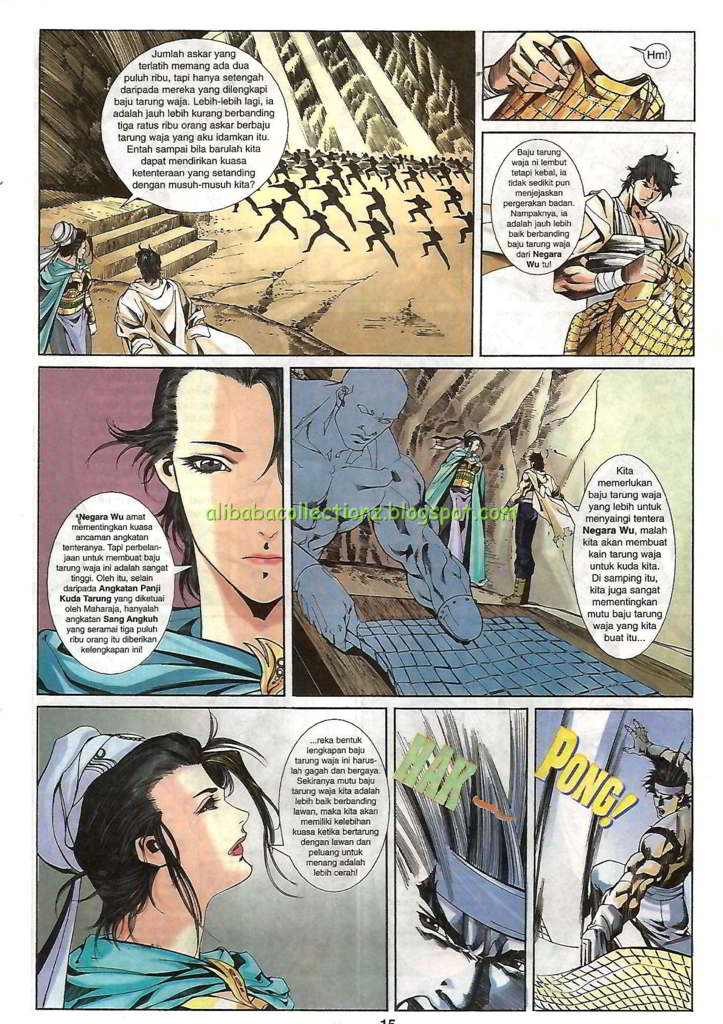 Jumlah askar yang
terlatih memang ada dua
puluh ribu, tapi hanya setengah
daripada mereka yang dilengkapi
baju tarung waja. Lebih-lebih lagi, ia
adalah jauh lebih kurang berbanding
tiga ratus ribu orang askar berbaju
tarung waja yang aku idamkan itu.
Entah sampai bila barulah kita
dapat mendirikan kuasa
ketenteraan yang setanding
dengan musuh-musuh kita?
Hm!
Baju tarung
waja ni lembut
tetapi kebal, ia
tidak sedikit pun
menjejaskan
pergerakan badan.
Nampaknya, ia
adalah jauh lebih
baik berbanding
baju tarung waja
dari Negara
Wu tu!
Negara Wu amat
mementingkan kuasa
ancaman angkatan
tenteranya. Tapi perbelan-
jaan untuk membuat baju
tarung waja ini adalah sangat
tinggi. Oleh itu, selain
daripada Angkatan Panji
Kuda Tarung yang diketuai
oleh Maharaja, hanyalah
angkatan Sang Angkuh
yang seramai tiga puluh
ribu orang itu diberikan
kelengkapan ini!
Kita
memerlukan
baju tarung waja
yang lebih untuk
menyaingi tentera
Negara Wu, malah
kita akan membuat
kain tarung waja
untuk kuda kita.
Di samping itu,
kita juga sangat
mementingkan
mutu baju tarung
waja yang kita
buat itu...
alibabacollectionz.blogspot.com
...reka bentuk
lengkapan baju
tarung waja ini harus-
lah gagah dan bergaya.
Sekiranya mutu baju
tarung waja kita adalah
lebih baik berbanding
lawan, maka kita akan
memiliki kelebihan
kuasa ketika bertarung
dengan lawan dan
peluang untuk
menang adalah
lebih cerah!
HAK~
PONG!
15